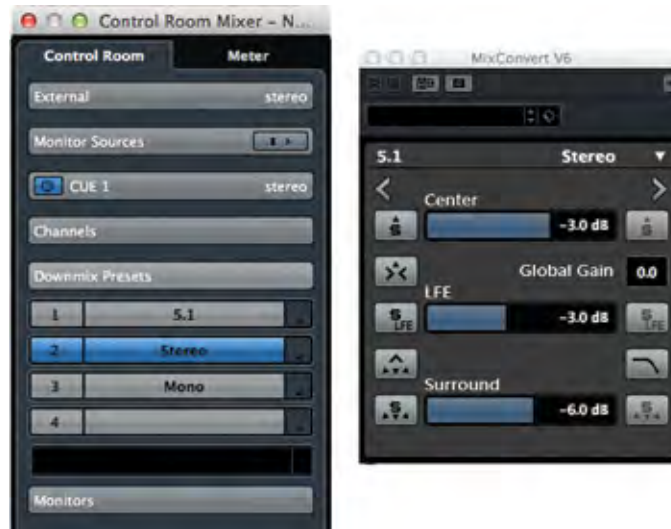 Control Room Mixer – N...
Control Room Meter
External stereo
Monitor Sources
CUE 1 stereo
Channels
Downmix Presets
1 5.1
2 Stereo
3 Mono
4
Monitors
MixConvert V6
5.1 Stereo
Center
S -3.0 dB S
Global Gain 0.0
LFE
S LFE -3.0 dB S LFE
Surround
S -6.0 dB S